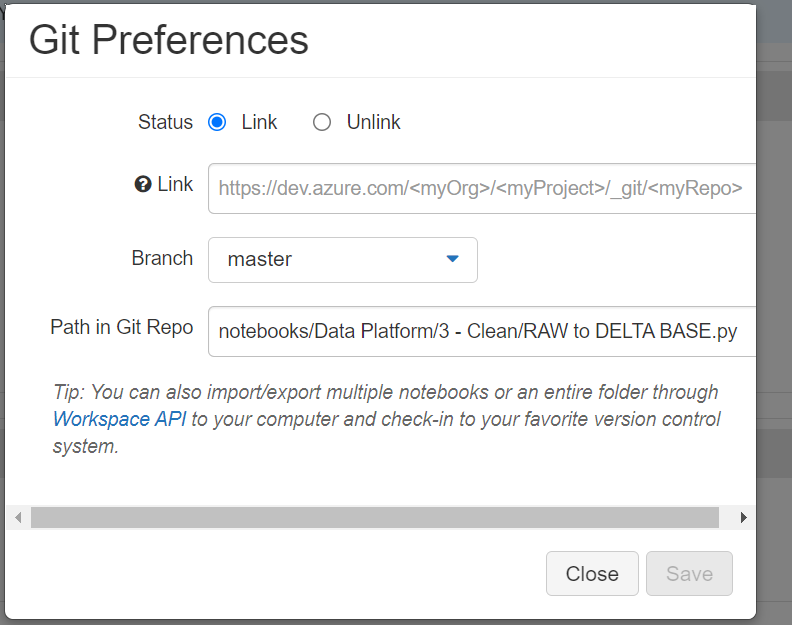 Git Preferences
Status Link Unlink
? Link https://dev.azure.com/<myOrg>/<myProject>/_git/<myRepo>
Branch master
Path in Git Repo notebooks/Data Platform/3 - Clean/RAW to DELTA BASE.py
Tip: You can also import/export multiple notebooks or an entire folder through
Workspace API to your computer and check-in to your favorite version control
system.
Close Save